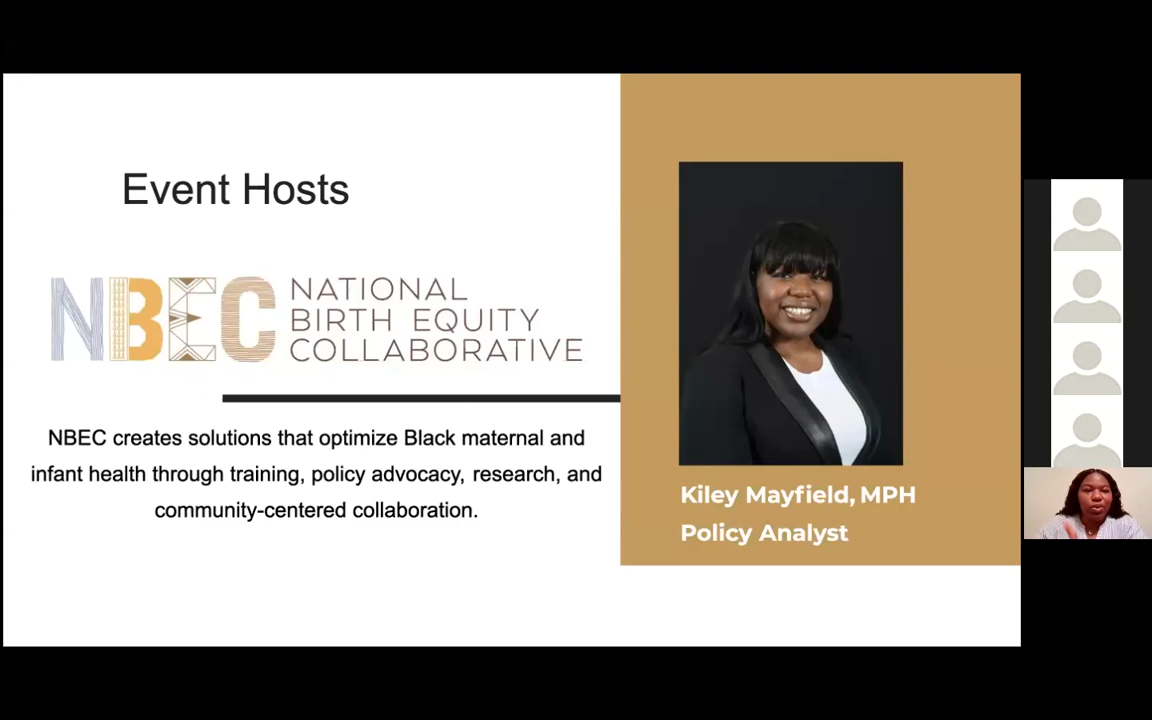 Event Hosts
NBEC
NATIONAL
BIRTH EQUITY
COLLABORATIVE
NBEC creates solutions that optimize Black maternal and
infant health through training, policy advocacy, research, and
community-centered collaboration.
Kiley Mayfield, MPH
Policy Analyst